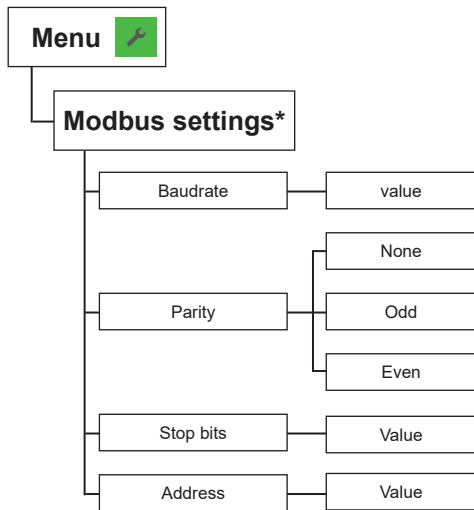 Menu
Modbus settings*
Baudrate
value
None
Parity
Odd
Even
Stop bits
Value
Address
Value